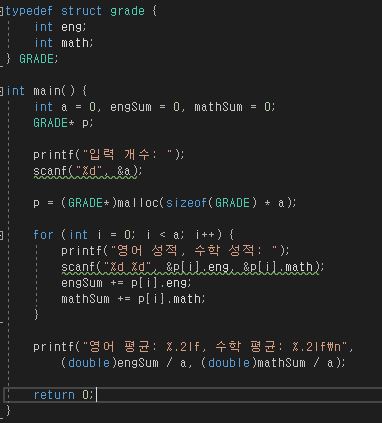 typedef struct grade {
int eng;
int math;
} GRADE;
int main() {
int a = 0, engSum = 0, mathSum = 0;
GRADE* p;
printf("입력 개수: ");
scanf("%d", &a);
p = (GRADE*)malloc(sizeof(GRADE) * a);
for (int i = 0; i < a; i++) {
printf("영어 성적, 수학 성적: ");
scanf("%d %d", &p[i].eng, &p[i].math);
engSum += p[i].eng;
mathSum += p[i].math;
}
printf("영어 평균: %.2lf, 수학 평균: %.2lf₩n",
(double)engSum / a, (double)mathSum / a);
return 0;
}